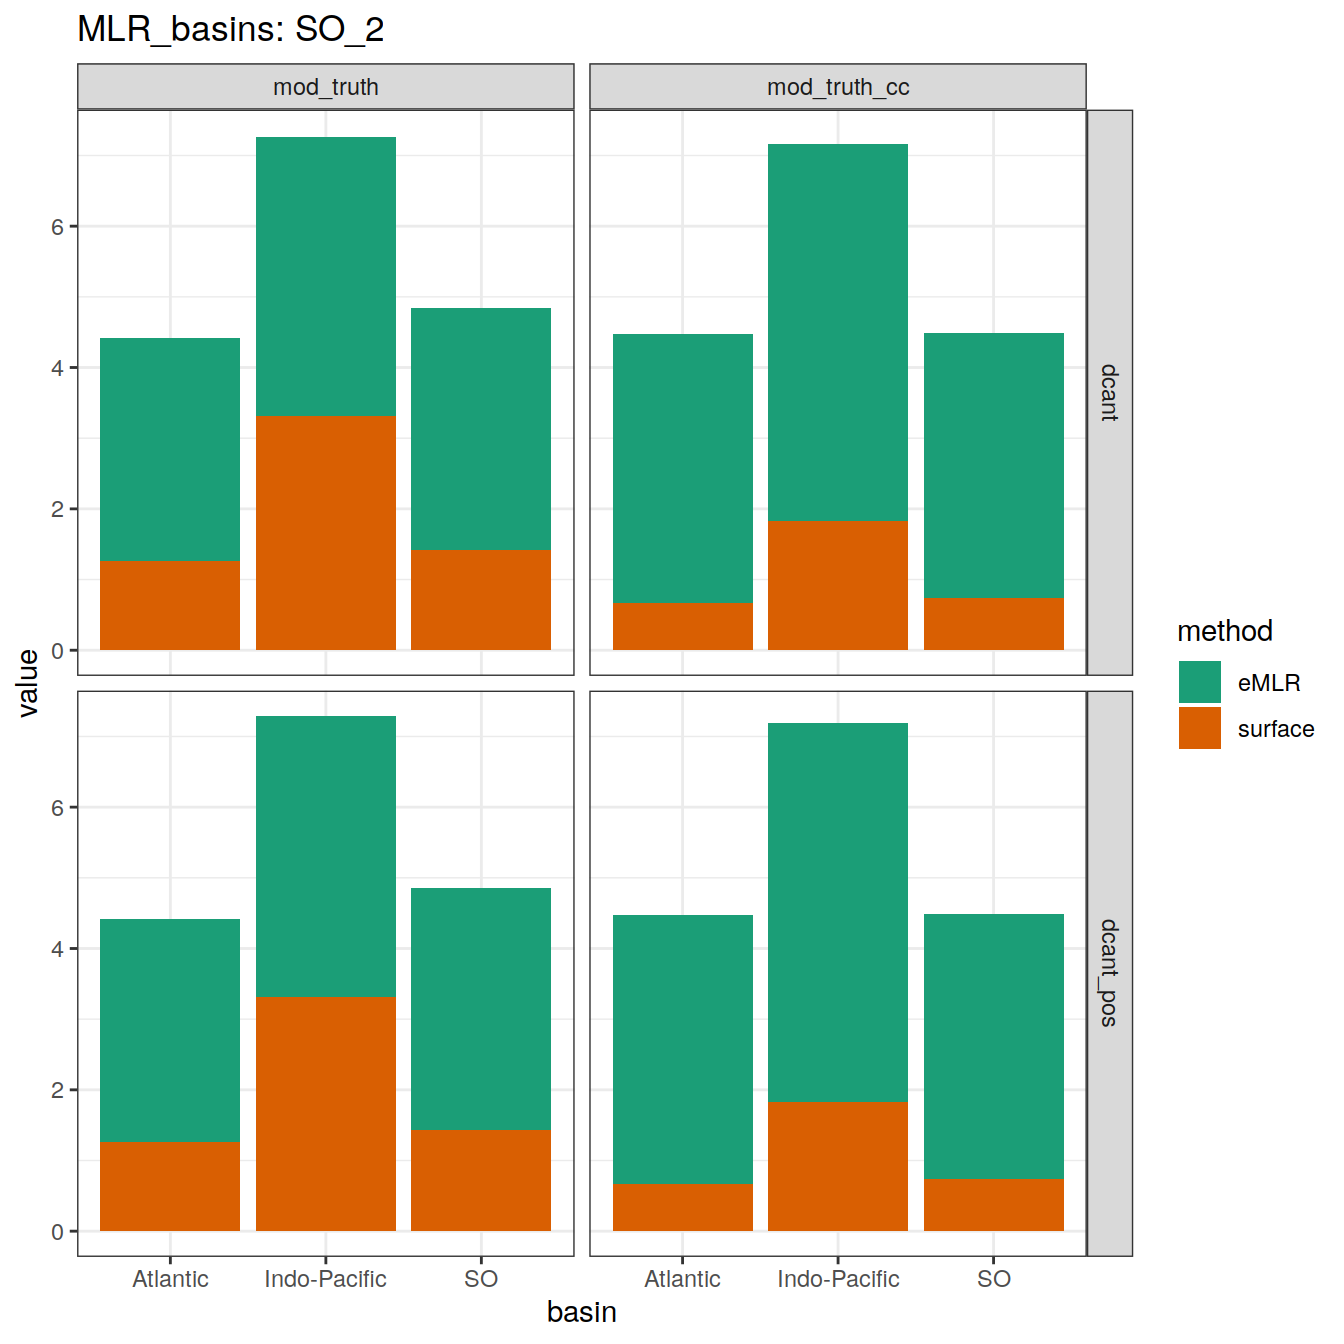 MLR_basins: SO_2
mod_truth
mod_truth_cc
dcant
dcant_pos
6
4
2
0
6
4
2
0
value
Atlantic
Indo-Pacific
SO
Atlantic
Indo-Pacific
SO
basin
method
eMLR
surface